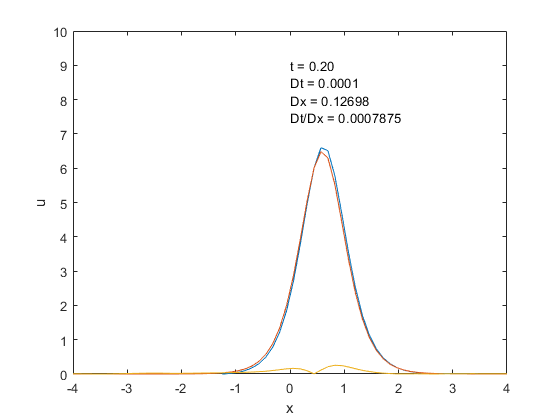 10
9
8
7
6
5
4
3
2
1
0
u
t = 0.20
Dt = 0.0001
Dx = 0.12698
Dt/Dx = 0.0007875
-4 -3 -2 -1 0 1 2 3 4
x